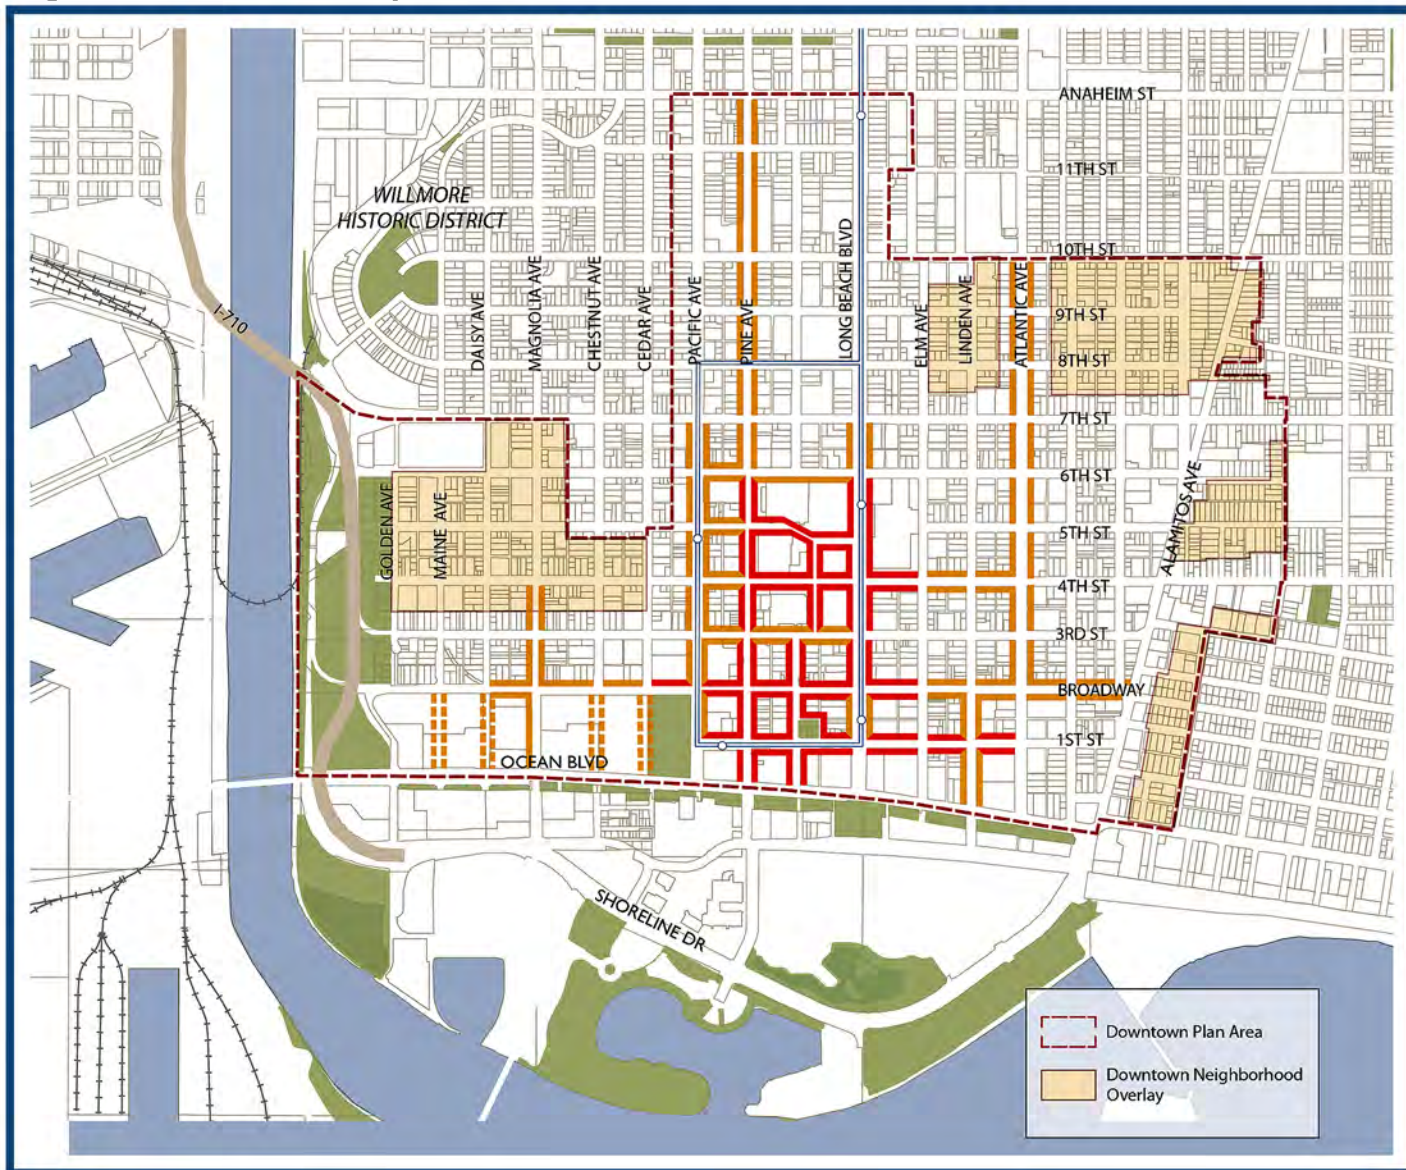 ANAHEIM ST
11TH ST
WILLMORE
HISTORIC DISTRICT
10TH ST
I-710
DAISY AVE
MAGNOLIA AVE
CHESTNUT AVE
CEDAR AVE
PACIFIC AVE
PINE AVE
LONG BEACH BLVD
ELM AVE
LINDEN AVE
ATLANTIC AVE
9TH ST
8TH ST
7TH ST
6TH ST
GOLDEN AVE
MAINE AVE
5TH ST
ALAMITOS AVE
4TH ST
3RD ST
BROADWAY
1ST ST
OCEAN BLVD
SHORELINE DR
Downtown Plan Area
Downtown Neighborhood
Overlay